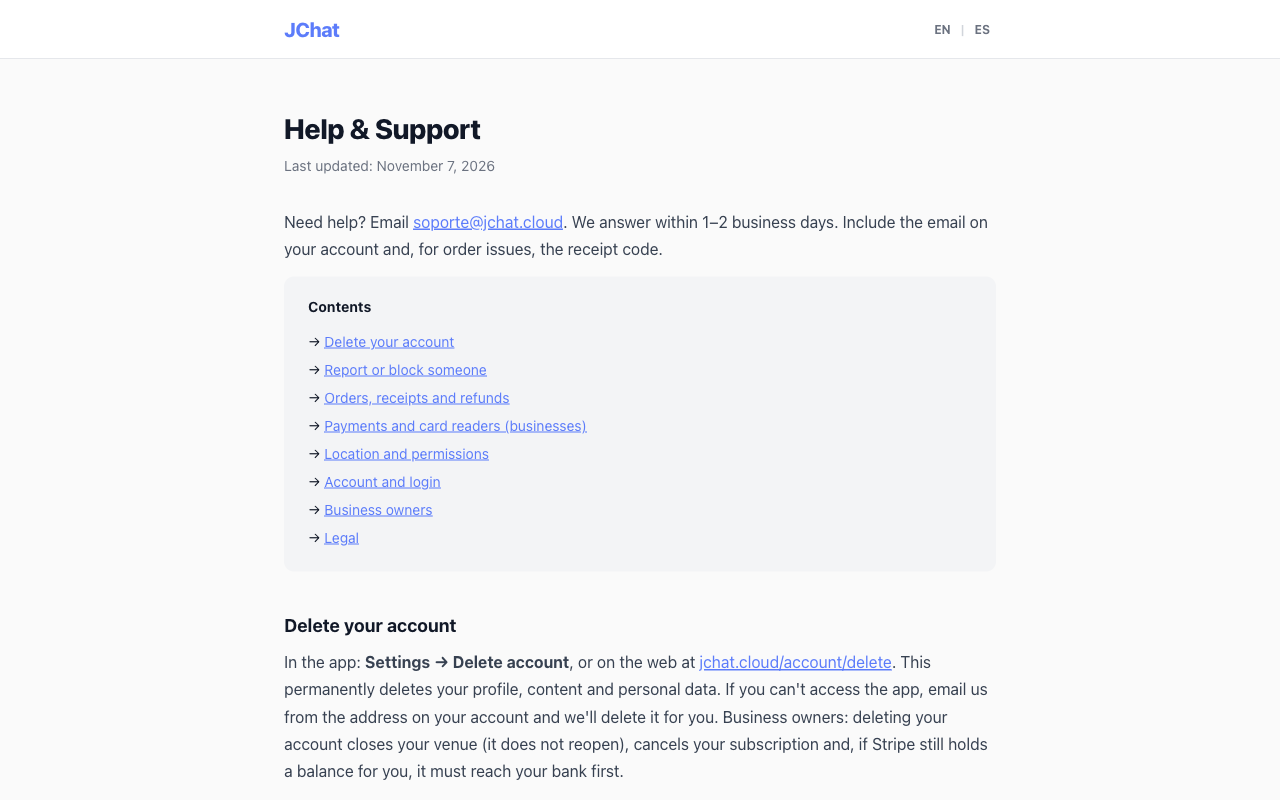 JChat
EN | ES
Help & Support
Last updated: November 7, 2026
Need help? Email soporte@jchat.cloud. We answer within 1–2 business days. Include the email on
your account and, for order issues, the receipt code.
Contents
→ Delete your account
→ Report or block someone
→ Orders, receipts and refunds
→ Payments and card readers (businesses)
→ Location and permissions
→ Account and login
→ Business owners
→ Legal
Delete your account
In the app: Settings → Delete account, or on the web at jchat.cloud/account/delete. This
permanently deletes your profile, content and personal data. If you can't access the app, email us
from the address on your account and we'll delete it for you. Business owners: deleting your
account closes your venue (it does not reopen), cancels your subscription and, if Stripe still holds
a balance for you, it must reach your bank first.